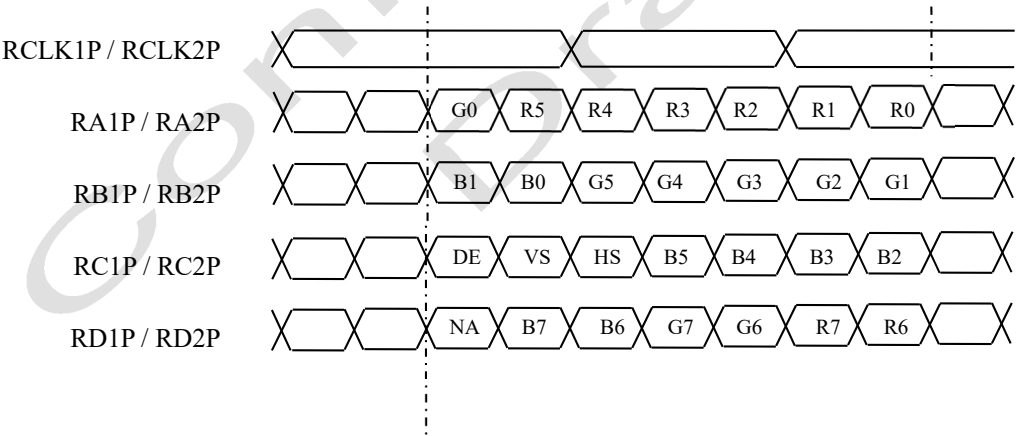 RCLK1P / RCLK2P
RA1P / RA2P G0 R5 R4 R3 R2 R1 R0
RB1P / RB2P B1 B0 G5 G4 G3 G2 G1
RC1P / RC2P DE VS HS B5 B4 B3 B2
RD1P / RD2P NA B7 B6 G7 G6 R7 R6